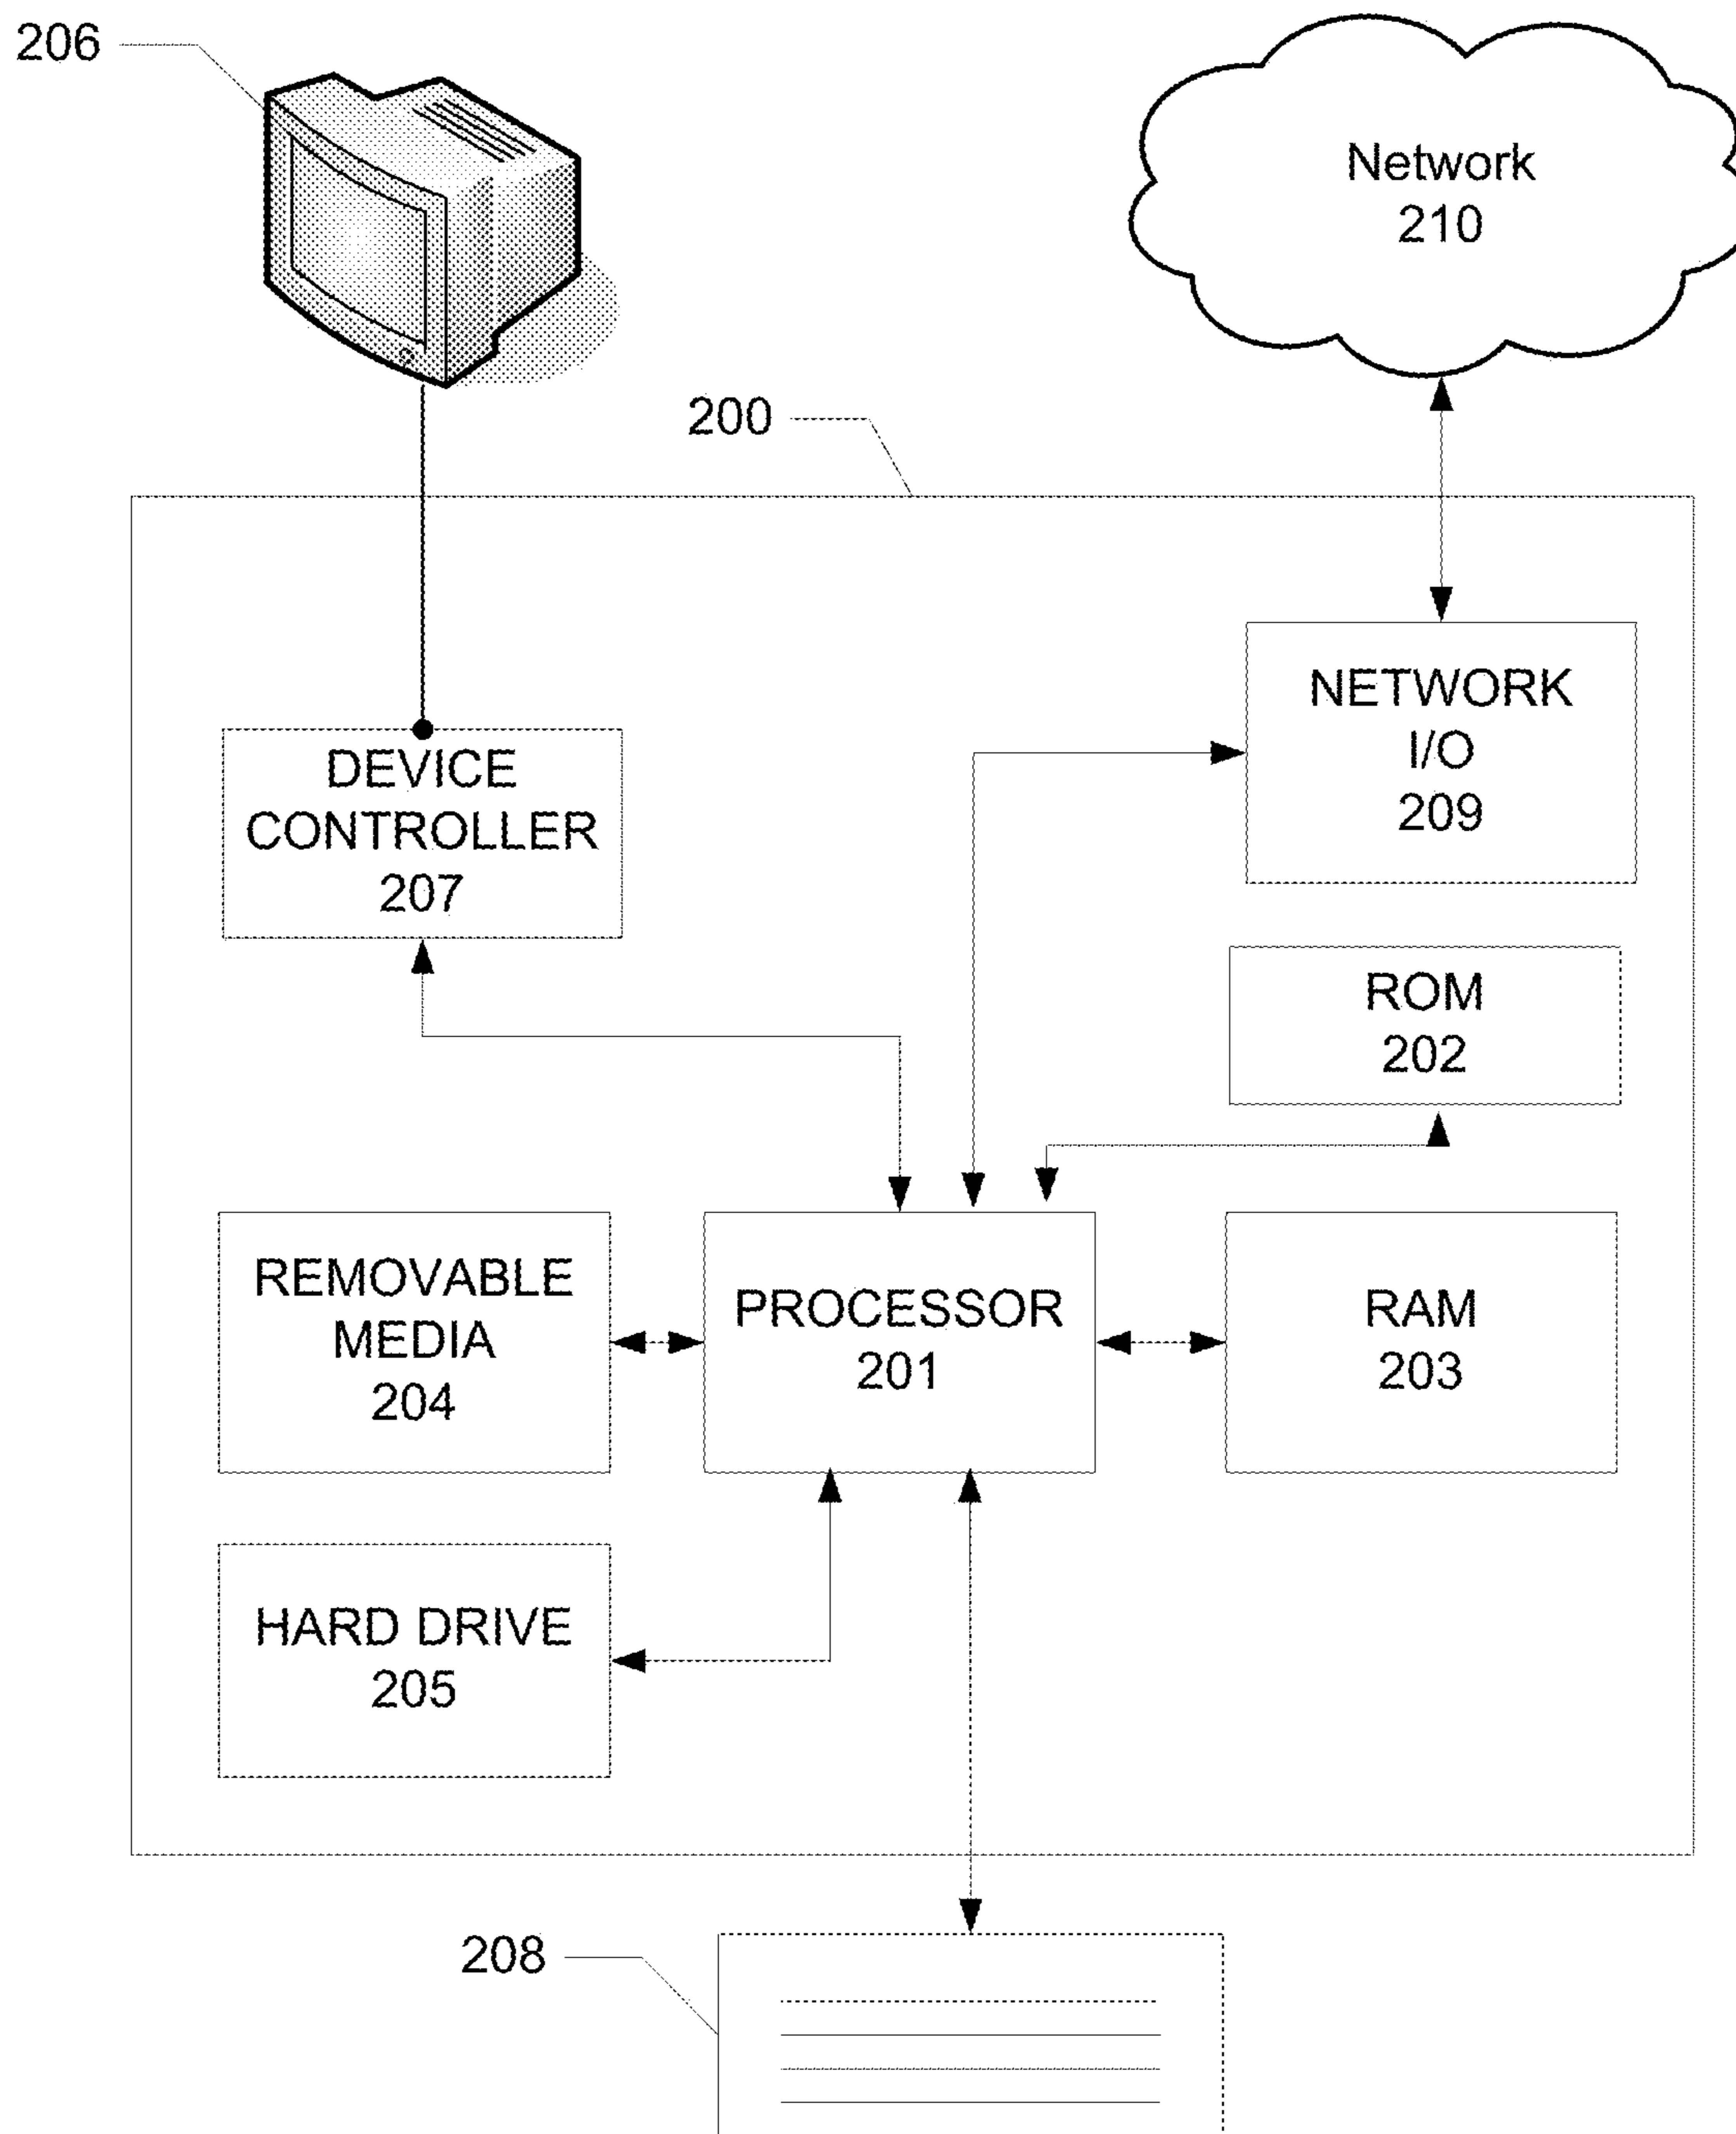 206
Network
210
200
NETWORK
I/O
209
DEVICE
CONTROLLER
207
ROM
202
REMOVABLE
MEDIA
204
PROCESSOR
201
RAM
203
HARD DRIVE
205
208